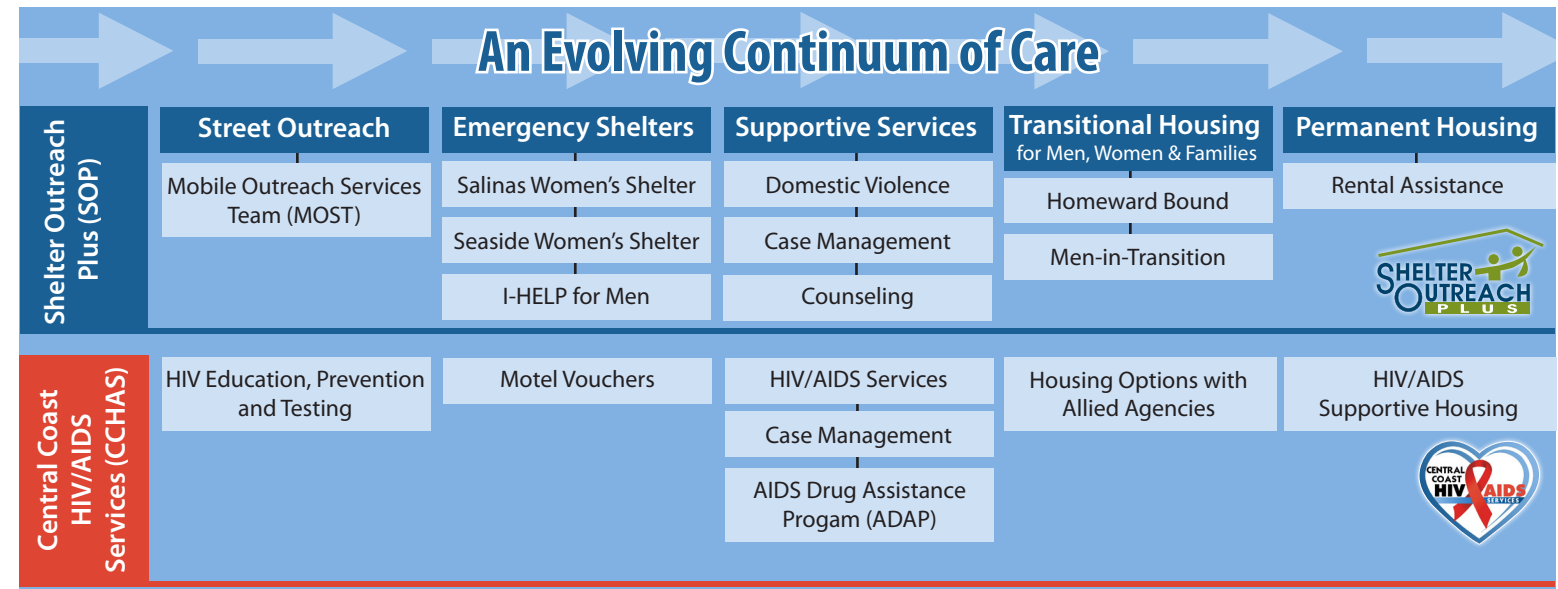 An Evolving Continuum of Care
Shelter Outreach
Plus (SOP)
Street Outreach
Mobile Outreach Services
Team (MOST)
Emergency Shelters
Salinas Women’s Shelter
Seaside Women’s Shelter
I-HELP for Men
Supportive Services
Domestic Violence
Case Management
Counseling
Transitional Housing
for Men, Women & Families
Homeward Bound
Men-in-Transition
Permanent Housing
Rental Assistance
SHELTER
OUTREACH
PLUS
Central Coast
HIV/AIDS
Services (CCHAS)
HIV Education, Prevention
and Testing
Motel Vouchers
HIV/AIDS Services
Case Management
AIDS Drug Assistance
Progam (ADAP)
Housing Options with
Allied Agencies
HIV/AIDS
Supportive Housing
CENTRAL
COAST
HIV AIDS
SERVICES